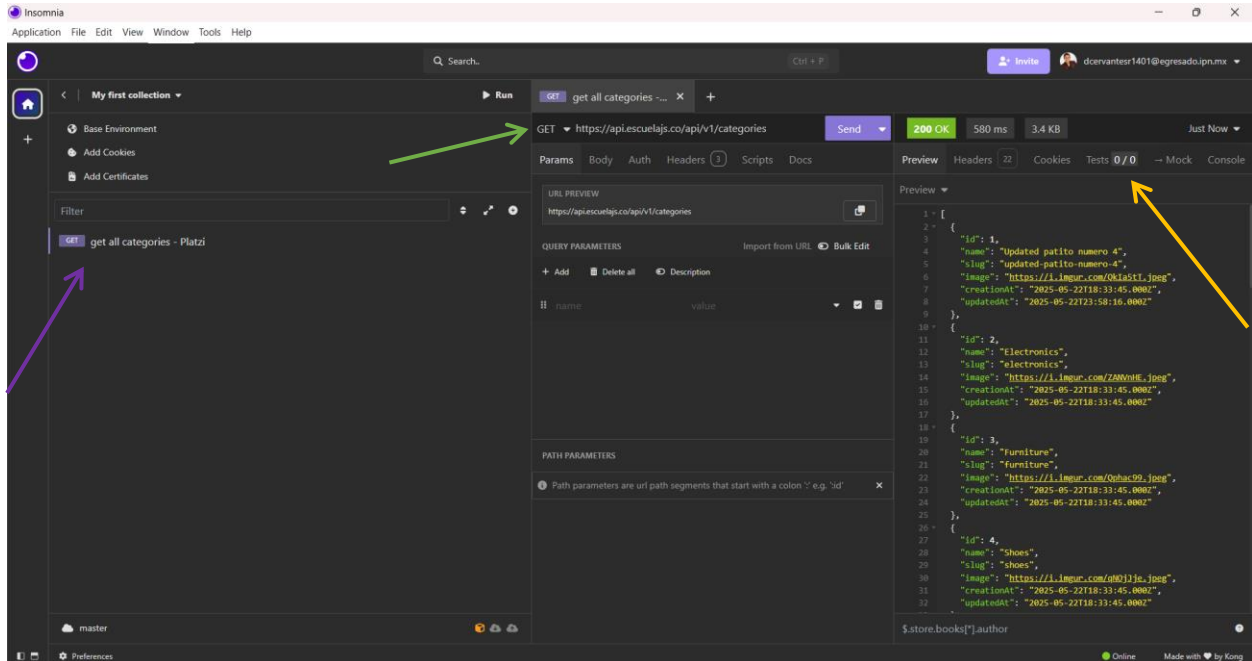 Insomnia
Application File Edit View Window Tools Help
Search.. Ctrl + P Invite dcervantesr1401@egresado.ipn.mx
My first collection Run
Base Environment
Add Cookies
Add Certificates
Filter
GET get all categories - Platzi
master
Preferences
GET get all categories -...
GET https://api.escuelajs.co/api/v1/categories Send
Params Body Auth Headers 3 Scripts Docs
URL PREVIEW
https://api.escuelajs.co/api/v1/categories
QUERY PARAMETERS Import from URL Bulk Edit
Add Delete all Description
name value
PATH PARAMETERS
Path parameters are url path segments that start with a colon ':' e.g. ':id'
200 OK 580 ms 3.4 KB Just Now
Preview Headers 22 Cookies Tests 0 / 0 → Mock Console
Preview
1 [
2 {
3 "id": 1,
4 "name": "Updated patito numero 4",
5 "slug": "updated-patito-numero-4",
6 "image": "https://i.imgur.com/QkIa5tT.jpeg",
7 "creationAt": "2025-05-22T18:33:45.000Z",
8 "updatedAt": "2025-05-22T23:58:16.000Z"
9 },
10 {
11 "id": 2,
12 "name": "Electronics",
13 "slug": "electronics",
14 "image": "https://i.imgur.com/ZANVnHE.jpeg",
15 "creationAt": "2025-05-22T18:33:45.000Z",
16 "updatedAt": "2025-05-22T18:33:45.000Z"
17 },
18 {
19 "id": 3,
20 "name": "Furniture",
21 "slug": "furniture",
22 "image": "https://i.imgur.com/Qphac99.jpeg",
23 "creationAt": "2025-05-22T18:33:45.000Z",
24 "updatedAt": "2025-05-22T18:33:45.000Z"
25 },
26 {
27 "id": 4,
28 "name": "Shoes",
29 "slug": "shoes",
30 "image": "https://i.imgur.com/qNOjJje.jpeg",
31 "creationAt": "2025-05-22T18:33:45.000Z",
32 "updatedAt": "2025-05-22T18:33:45.000Z"
$.store.books[*].author
Online Made with by Kong